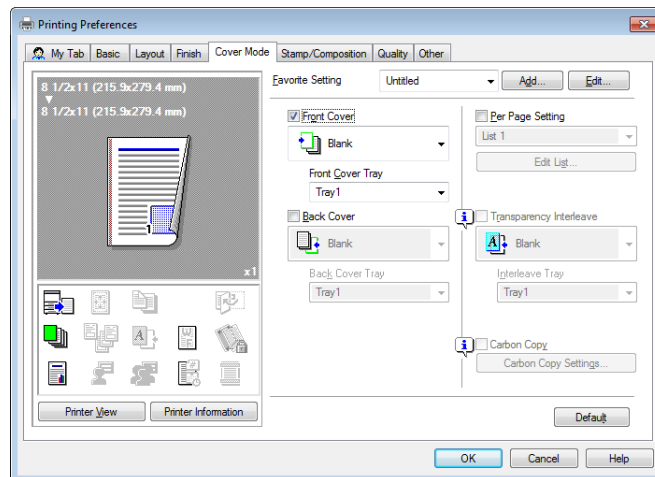 Printing Preferences
My Tab Basic Layout Finish Cover Mode Stamp/Composition Quality Other
8 1/2x11 (215.9x279.4 mm)
8 1/2x11 (215.9x279.4 mm)
1
x1
Favorite Setting Untitled Add... Edit...
Front Cover
Blank
Front Cover Tray
Tray1
Back Cover
Blank
Back Cover Tray
Tray1
Per Page Setting
List 1
Edit List...
Transparency Interleave
Blank
Interleave Tray
Tray1
Carbon Copy
Carbon Copy Settings...
Printer View Printer Information
Default
OK Cancel Help